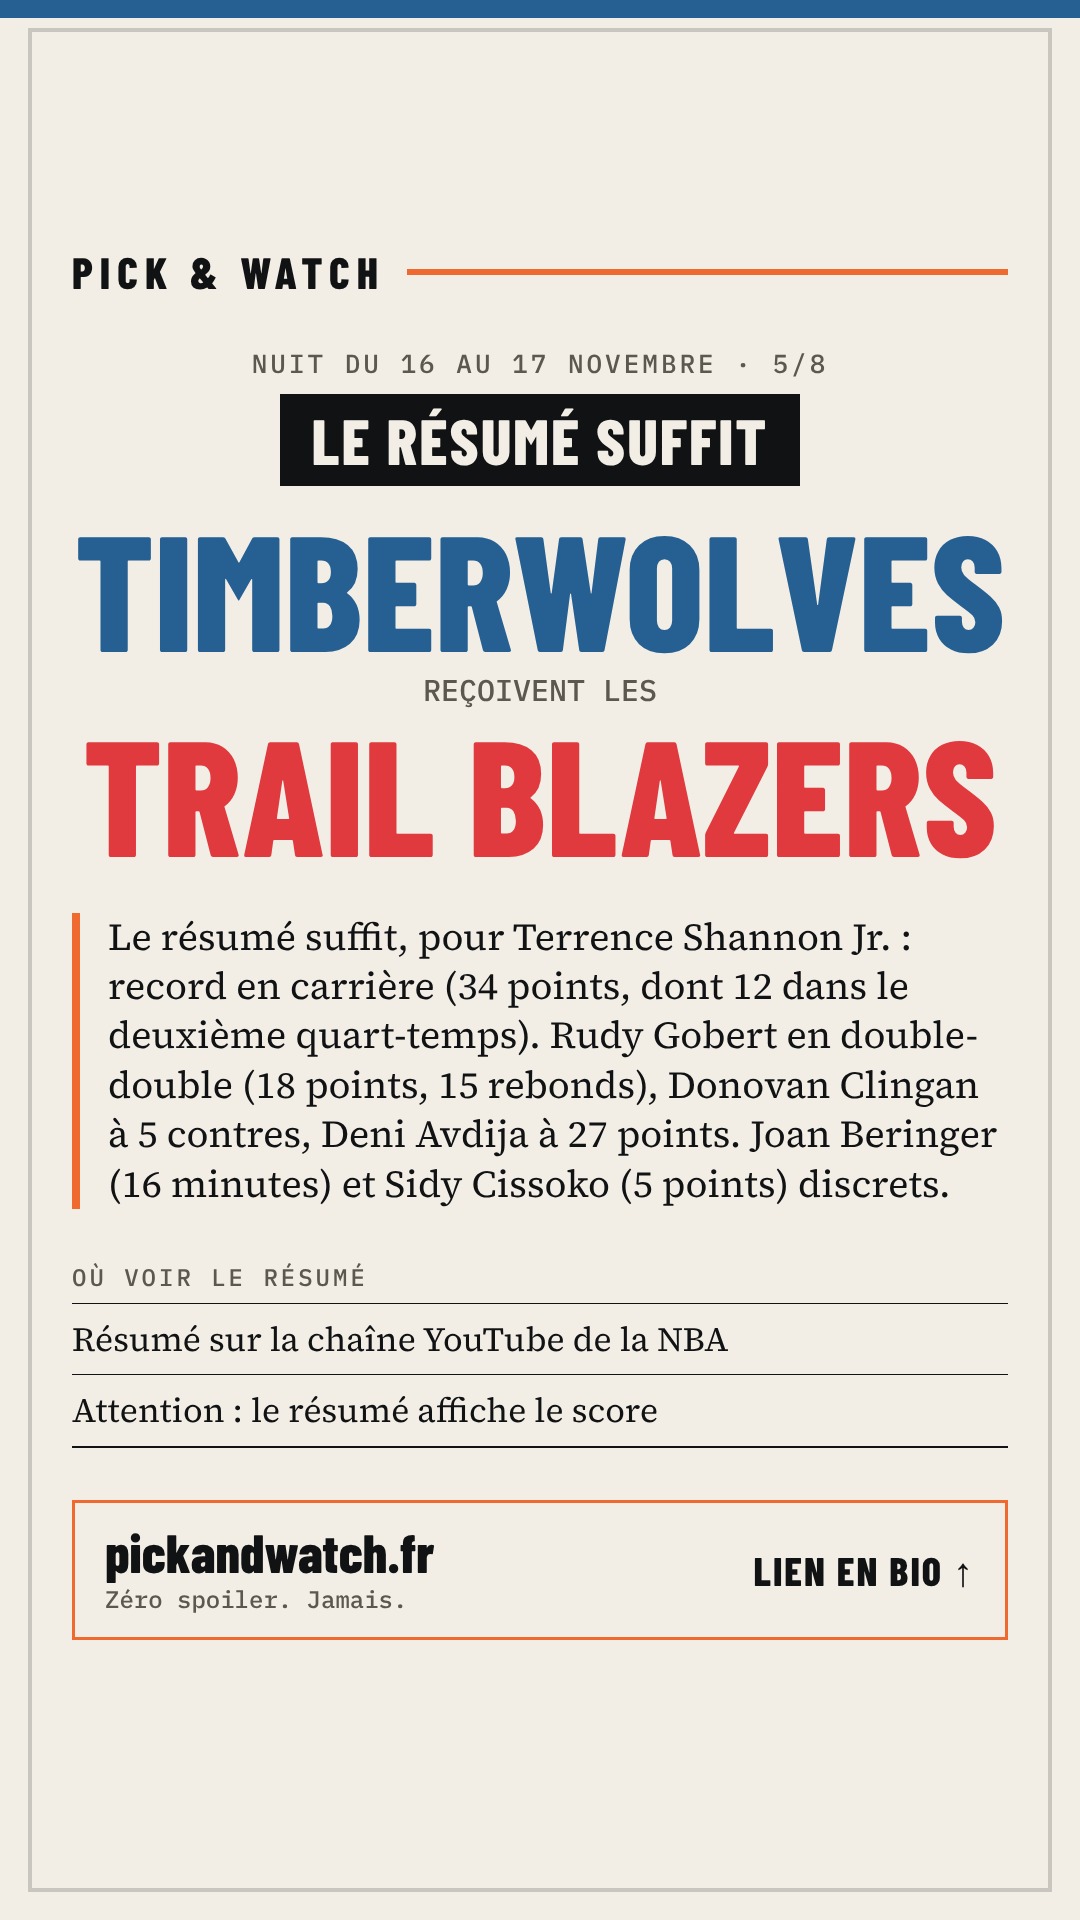 PICK & WATCH
NUIT DU 16 AU 17 NOVEMBRE · 5/8
LE RÉSUMÉ SUFFIT
TIMBERWOLVES
REÇOIVENT LES
TRAIL BLAZERS
Le résumé suffit, pour Terrence Shannon Jr. :
record en carrière (34 points, dont 12 dans le
deuxième quart-temps). Rudy Gobert en double-
double (18 points, 15 rebonds), Donovan Clingan
à 5 contres, Deni Avdija à 27 points. Joan Beringer
(16 minutes) et Sidy Cissoko (5 points) discrets.
OÙ VOIR LE RÉSUMÉ
Résumé sur la chaîne YouTube de la NBA
Attention : le résumé affiche le score
pickandwatch.fr
Zéro spoiler. Jamais.
LIEN EN BIO ↑